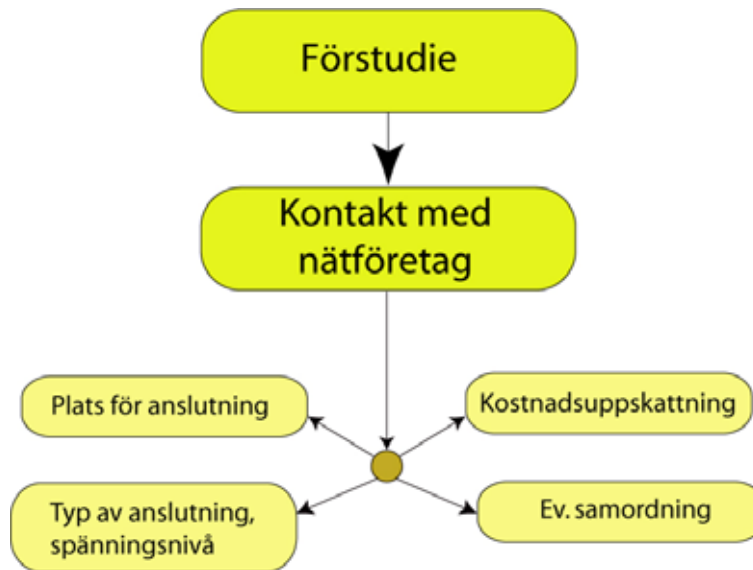 Förstudie
Kontakt med
nätföretag
Plats för anslutning
Kostnadsuppskattning
Typ av anslutning,
spänningsnivå
Ev. samordning